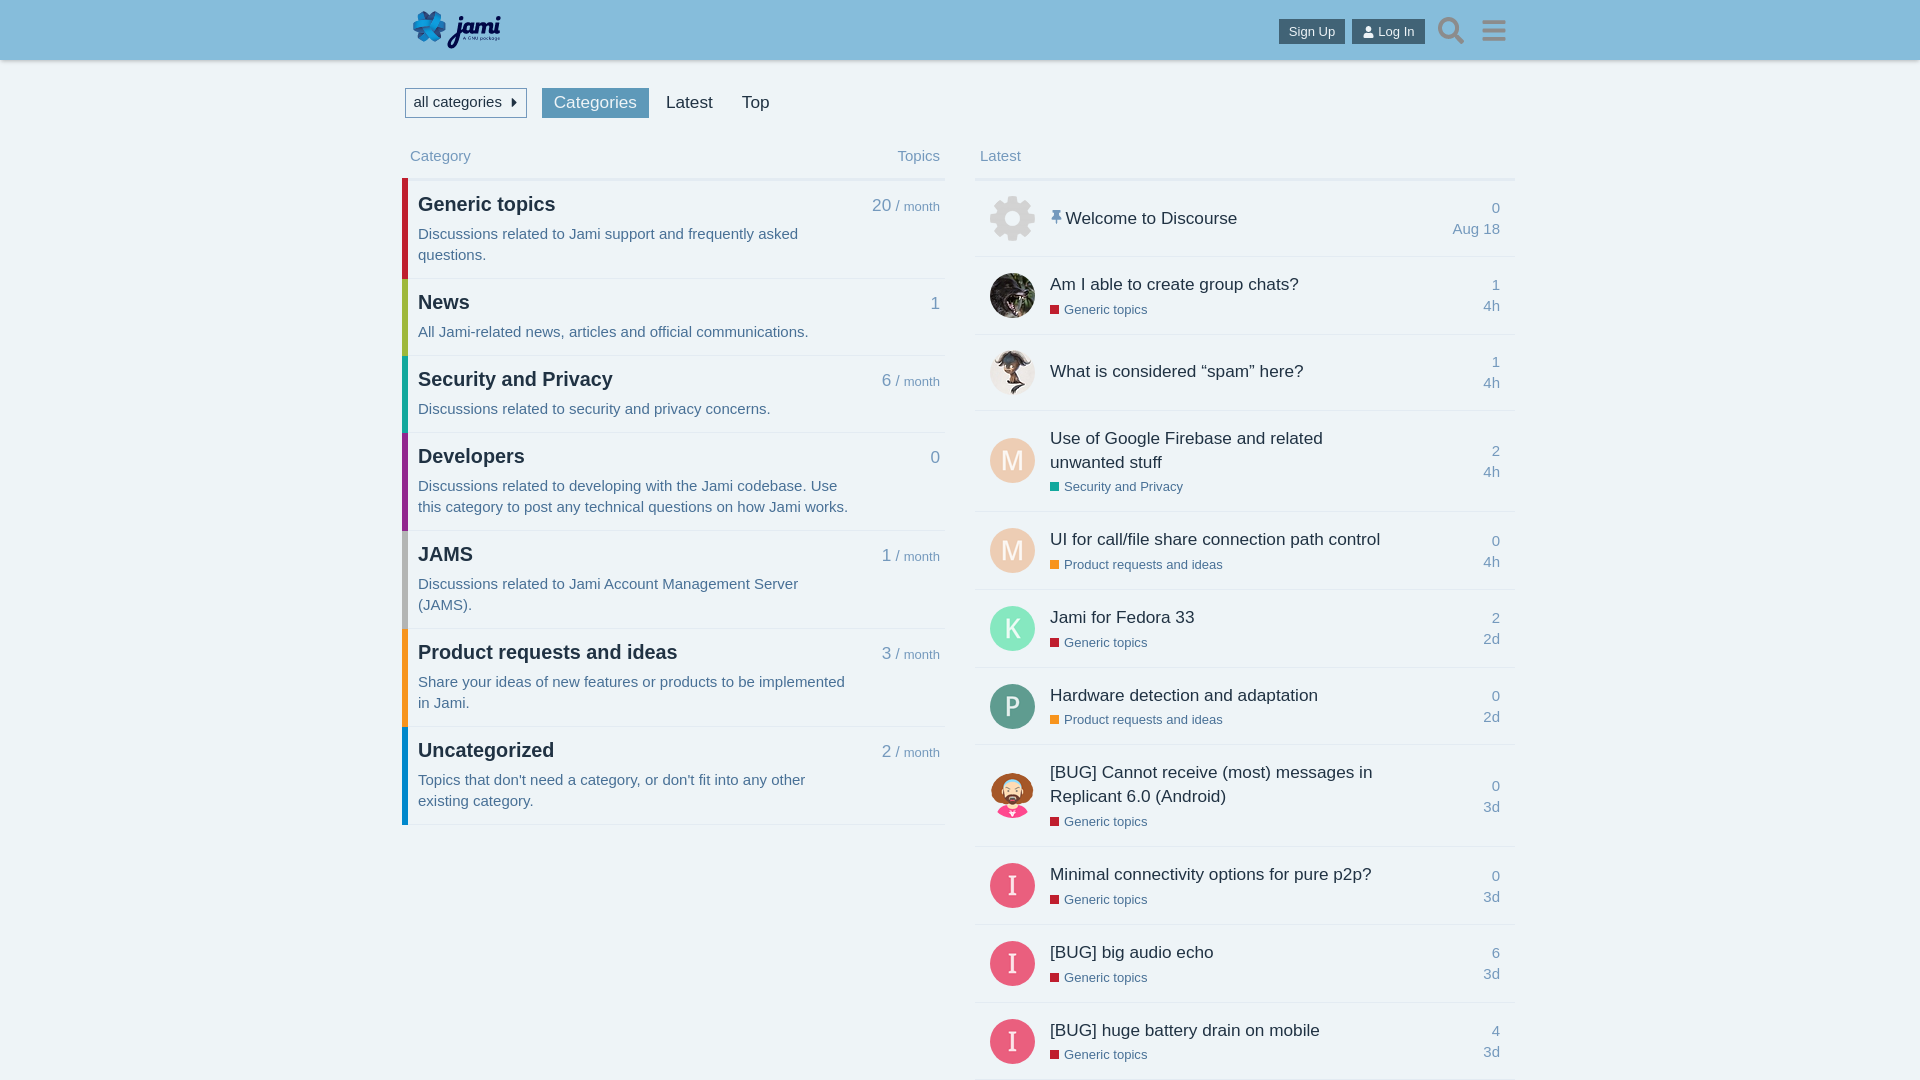 jami
A GNU package
Sign Up
Log In
all categories
Categories
Latest
Top
Category
Topics
Generic topics
20 / month
Discussions related to Jami support and frequently asked
questions.
News
1
All Jami-related news, articles and official communications.
Security and Privacy
6 / month
Discussions related to security and privacy concerns.
Developers
0
Discussions related to developing with the Jami codebase. Use
this category to post any technical questions on how Jami works.
JAMS
1 / month
Discussions related to Jami Account Management Server
(JAMS).
Product requests and ideas
3 / month
Share your ideas of new features or products to be implemented
in Jami.
Uncategorized
2 / month
Topics that don't need a category, or don't fit into any other
existing category.
Latest
Welcome to Discourse
0
Aug 18
Am I able to create group chats?
Generic topics
1
4h
What is considered “spam” here?
1
4h
M
Use of Google Firebase and related
unwanted stuff
Security and Privacy
2
4h
M
UI for call/file share connection path control
Product requests and ideas
0
4h
K
Jami for Fedora 33
Generic topics
2
2d
P
Hardware detection and adaptation
Product requests and ideas
0
2d
[BUG] Cannot receive (most) messages in
Replicant 6.0 (Android)
Generic topics
0
3d
I
Minimal connectivity options for pure p2p?
Generic topics
0
3d
I
[BUG] big audio echo
Generic topics
6
3d
I
[BUG] huge battery drain on mobile
Generic topics
4
3d